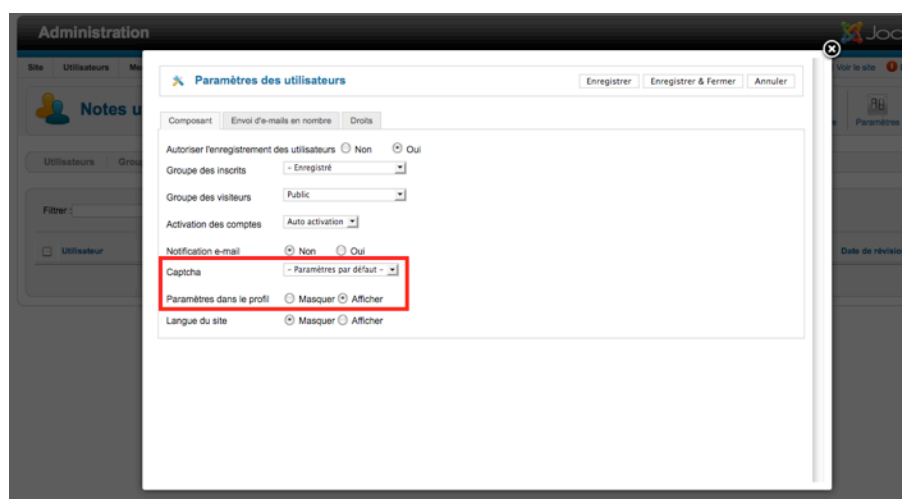 Administration
Joo
Site Utilisateurs
Voir le site
Paramètres des utilisateurs
Enregistrer Enregistrer & Fermer Annuler
Notes u
Paramètres
Composant Envoi d'e-mails en nombre Droits
Autoriser l'enregistrement des utilisateurs Non Oui
Utilisateurs Grou
Groupe des inscrits - Enregistré
Groupe des visiteurs Public
Filtrer :
Activation des comptes Auto activation
Utilisateur
Notification e-mail Non Oui
Date de révisio
Captcha - Paramètres par défaut -
Paramètres dans le profil Masquer Afficher
Langue du site Masquer Afficher